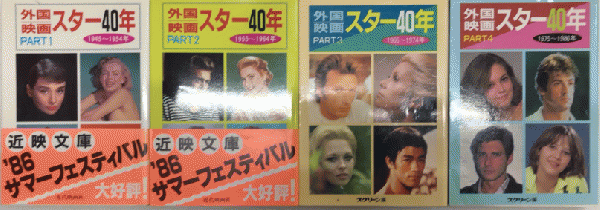 外国
映画
スター40年
PART1
1945〜1954年
近映文庫
'86
サマーフェスティバル
大好評!
外国
映画
スター40年
PART2
1955〜1964年
近映文庫
'86
サマーフェスティバル
大好評!
外国
映画
スター40年
PART3
1965〜1974年
外国
映画
スター40年
PART4
1975〜1986年